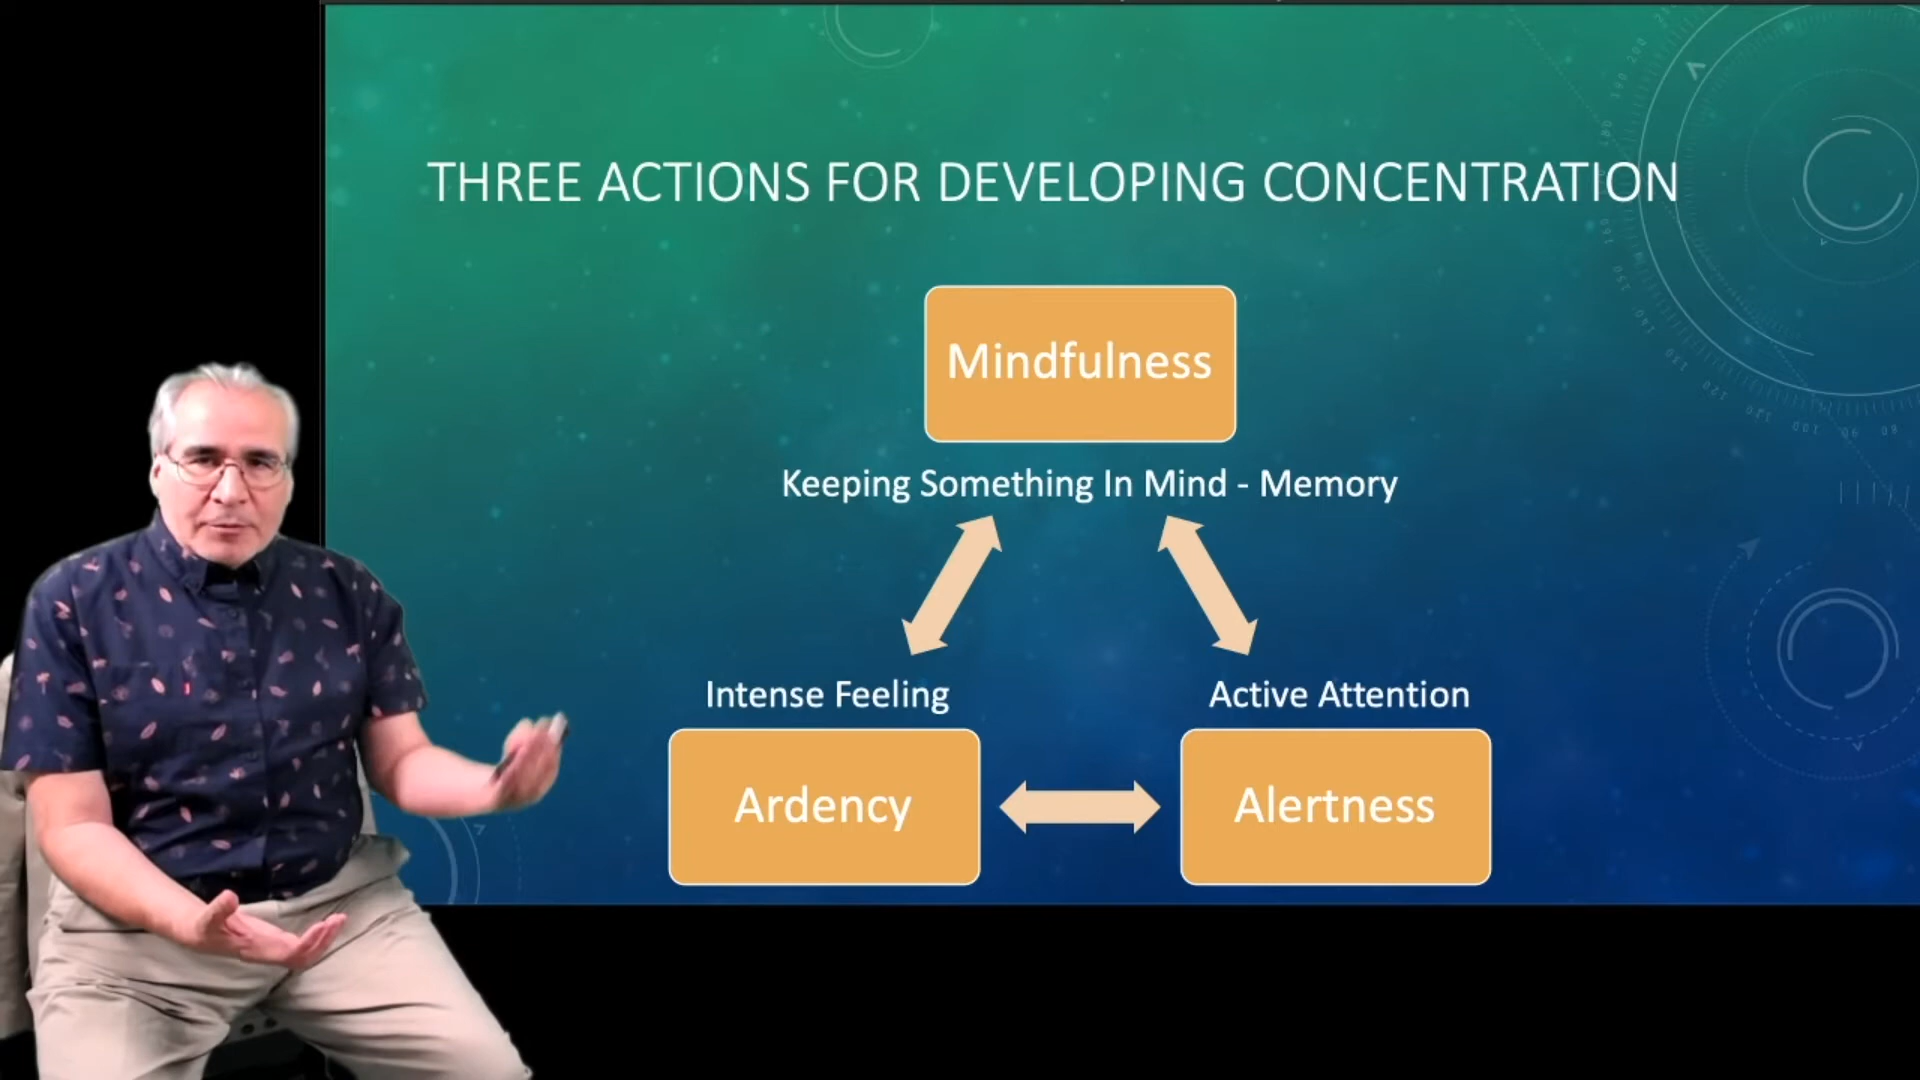 THREE ACTIONS FOR DEVELOPING CONCENTRATION
Mindfulness
Keeping Something In Mind - Memory
Intense Feeling
Active Attention
Ardency
Alertness